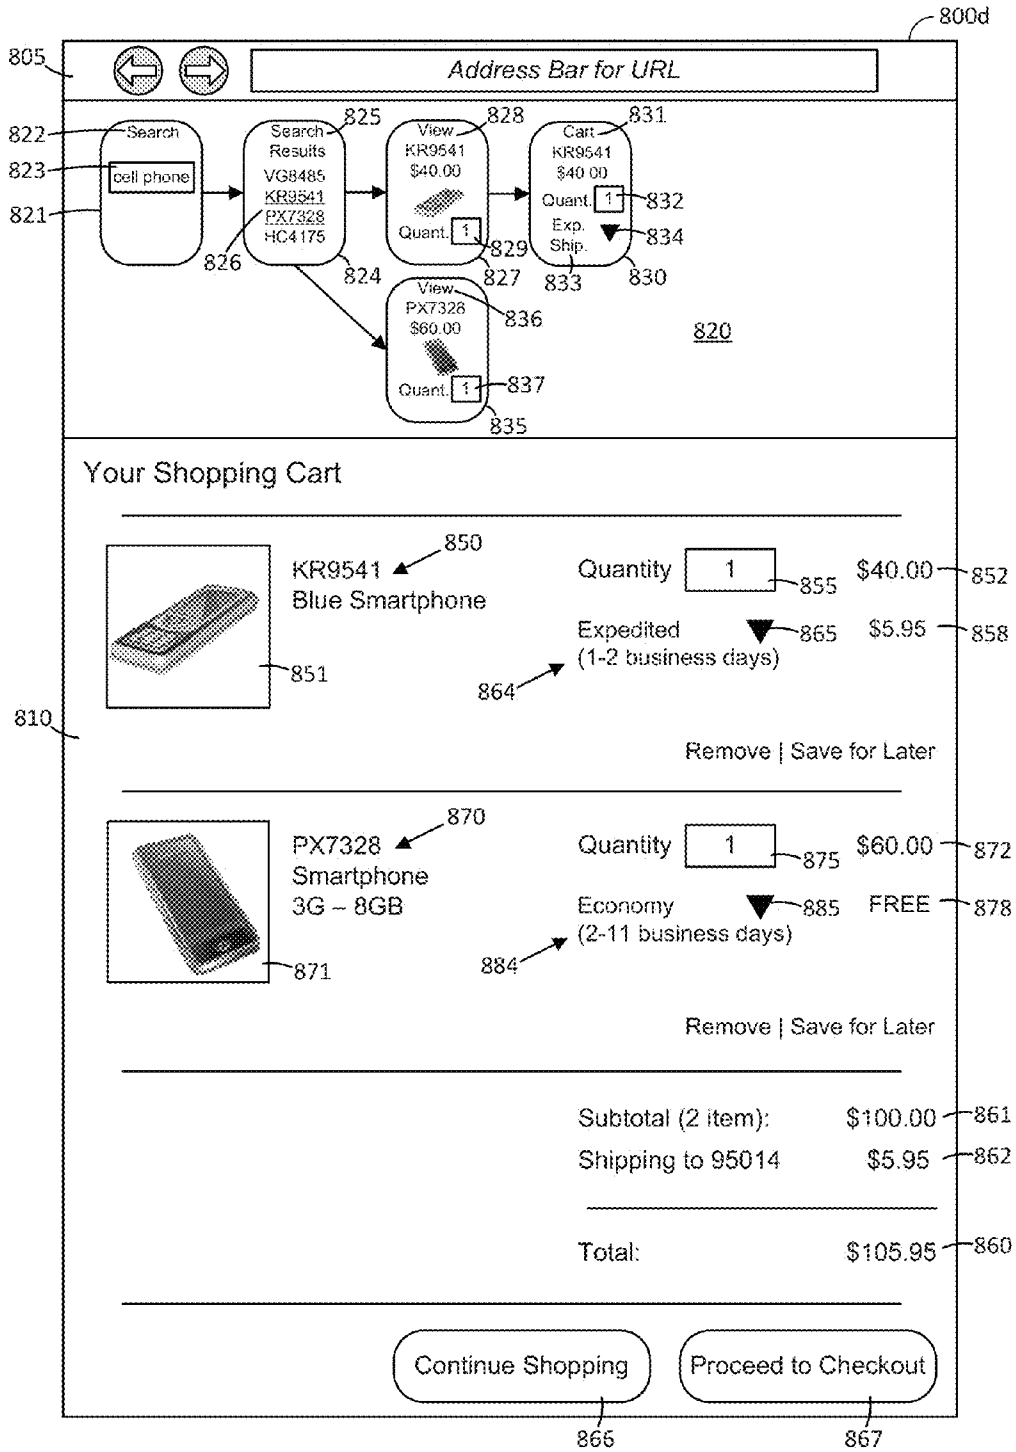 800d
805
Address Bar for URL
822
Search
823
cell phone
821
825
Search
Results
VG8485
KR9541
PX7328
HC4175
826
824
828
View
KR9541
$40.00
Quant. 1
829
827
831
Cart
KR9541
$40.00
Quant. 1
832
Exp.
Ship.
834
833
830
View
836
PX7328
$60.00
Quant. 1
837
835
820
Your Shopping Cart
810
850
KR9541
Blue Smartphone
851
Quantity 1 $40.00
855
852
Expedited $5.95
(1-2 business days)
865
858
864
Remove | Save for Later
870
PX7328
Smartphone
3G – 8GB
871
Quantity 1 $60.00
875
872
Economy FREE
(2-11 business days)
885
878
884
Remove | Save for Later
Subtotal (2 item): $100.00 861
Shipping to 95014 $5.95 862
Total: $105.95 860
Continue Shopping Proceed to Checkout
866 867